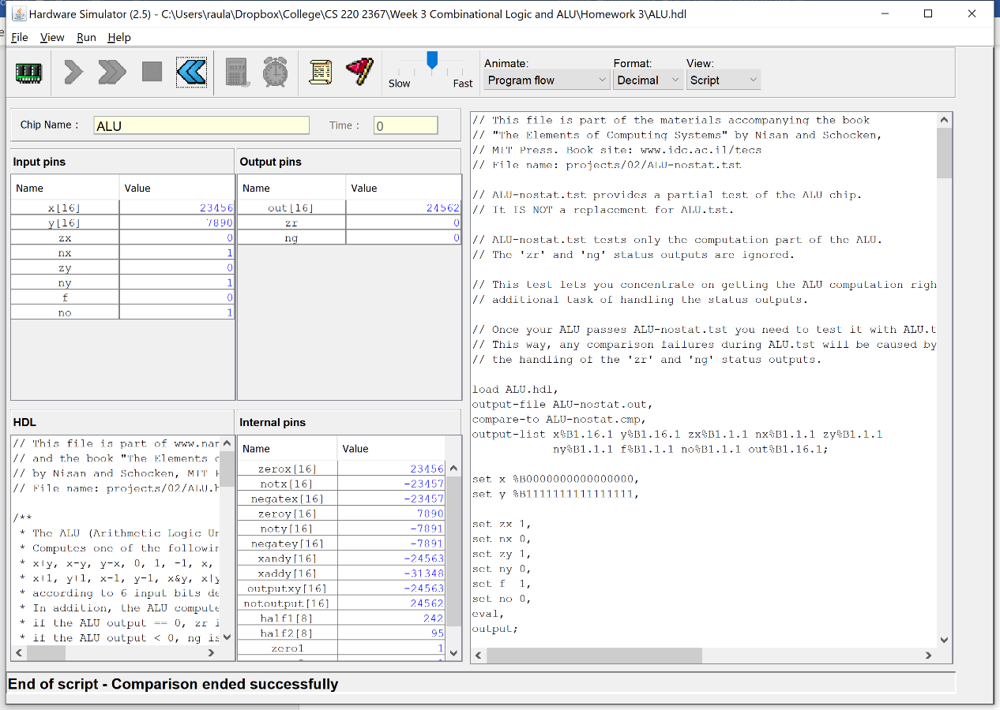 Hardware Simulator (2.5) - C:\Users\raula\Dropbox\College\CS 220 2367\Week 3 Combinational Logic and ALU\Homework 3\ALU.hdl
File View Run Help
Slow Fast
Animate: Format: View:
Program flow Decimal Script
Chip Name : ALU Time : 0
Input pins
Name Value
x[16] 23456
y[16] 7890
zx 0
nx 1
zy 0
ny 1
f 0
no 1
Output pins
Name Value
out[16] 24562
zr 0
ng 0
HDL
// This file is part of www.nan
// and the book "The Elements o
// by Nisan and Schocken, MIT P
// File name: projects/02/ALU.h
/**
* The ALU (Arithmetic Logic Un
* Computes one of the followin
* x+y, x-y, y-x, 0, 1, -1, x,
* x+1, y+1, x-1, y-1, x&y, x|y
* according to 6 input bits de
* In addition, the ALU compute
* if the ALU output == 0, zr i
* if the ALU output < 0, ng is
Internal pins
Name Value
zerox[16] 23456
notx[16] -23457
negatex[16] -23457
zeroy[16] 7890
noty[16] -7891
negatey[16] -7891
xandy[16] -24563
xaddy[16] -31348
outputxy[16] -24563
notoutput[16] 24562
half1[8] 242
half2[8] 95
zero1 1
// This file is part of the materials accompanying the book
// "The Elements of Computing Systems" by Nisan and Schocken,
// MIT Press. Book site: www.idc.ac.il/tecs
// File name: projects/02/ALU-nostat.tst
// ALU-nostat.tst provides a partial test of the ALU chip.
// It IS NOT a replacement for ALU.tst.
// ALU-nostat.tst tests only the computation part of the ALU.
// The 'zr' and 'ng' status outputs are ignored.
// This test lets you concentrate on getting the ALU computation righ
// additional task of handling the status outputs.
// Once your ALU passes ALU-nostat.tst you need to test it with ALU.t
// This way, any comparison failures during ALU.tst will be caused by
// the handling of the 'zr' and 'ng' status outputs.
load ALU.hdl,
output-file ALU-nostat.out,
compare-to ALU-nostat.cmp,
output-list x%B1.16.1 y%B1.16.1 zx%B1.1.1 nx%B1.1.1 zy%B1.1.1
ny%B1.1.1 f%B1.1.1 no%B1.1.1 out%B1.16.1;
set x %B0000000000000000,
set y %B1111111111111111,
set zx 1,
set nx 0,
set zy 1,
set ny 0,
set f 1,
set no 0,
eval,
output;
End of script - Comparison ended successfully